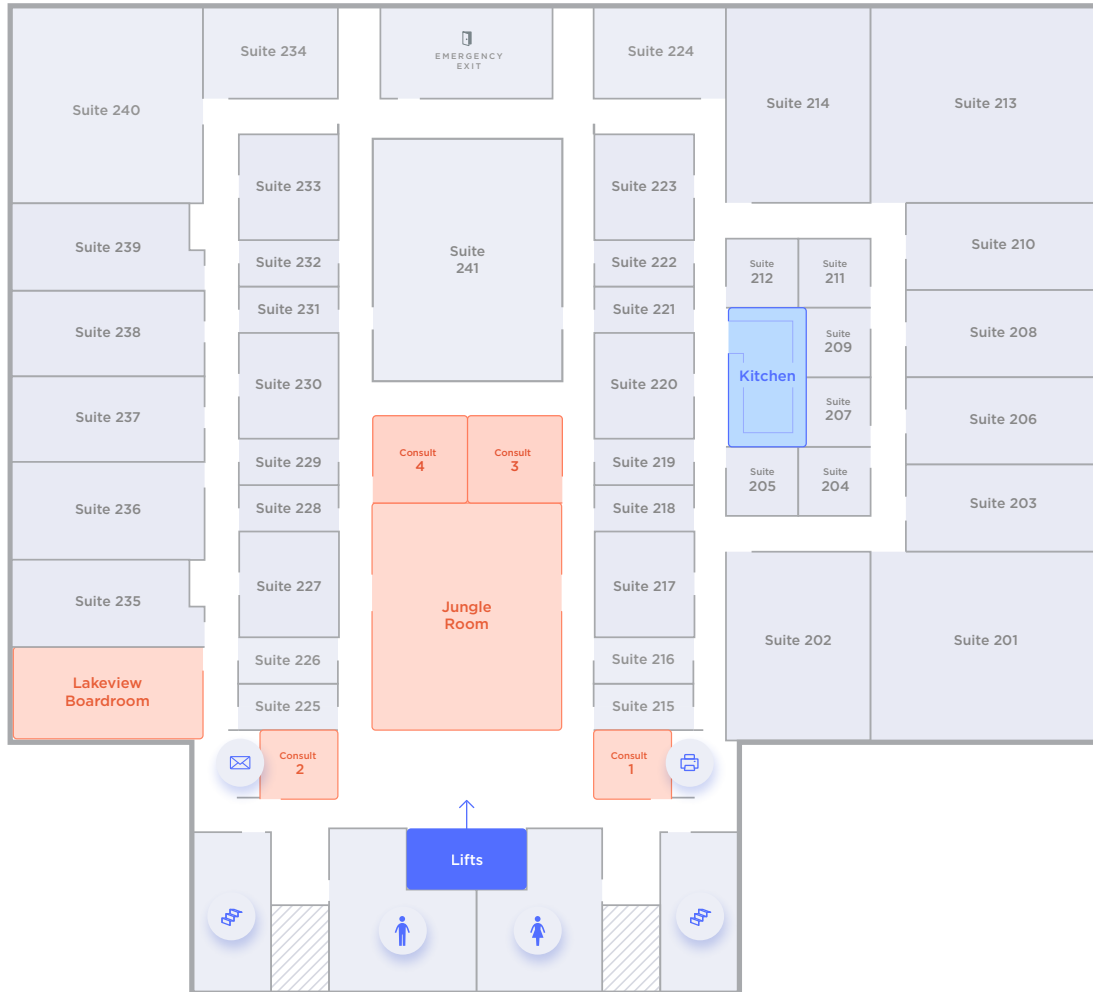 Suite 234
EMERGENCY
EXIT
Suite 224
Suite 240
Suite 214
Suite 213
Suite 233
Suite 223
Suite 239
Suite 232
Suite
241
Suite 222
Suite
212
Suite
211
Suite 210
Suite 231
Suite 221
Suite 238
Suite
209
Suite 208
Suite 230
Suite 220
Kitchen
Suite 237
Suite
207
Suite 206
Consult
4
Consult
3
Suite 229
Suite 219
Suite
205
Suite
204
Suite 236
Suite 228
Suite 218
Suite 203
Suite 235
Suite 227
Jungle
Room
Suite 217
Suite 202
Suite 201
Suite 226
Suite 216
Lakeview
Boardroom
Suite 225
Suite 215
Consult
2
Consult
1
Lifts